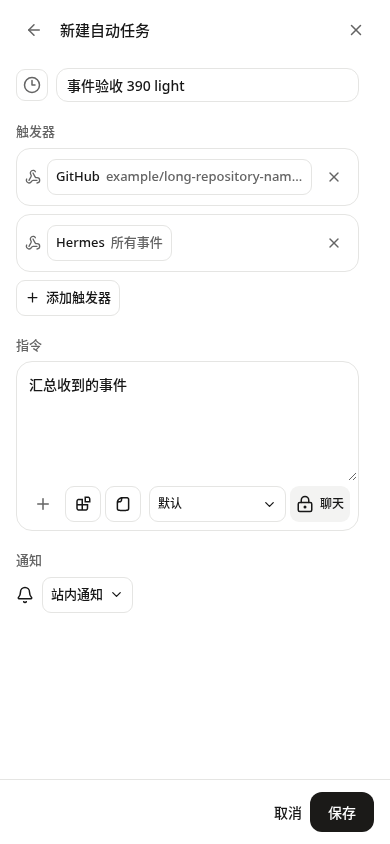 新建自动任务
事件验收 390 light
触发器
GitHub example/long-repository-nam...
Hermes 所有事件
添加触发器
指令
汇总收到的事件
默认
聊天
通知
站内通知
取消
保存